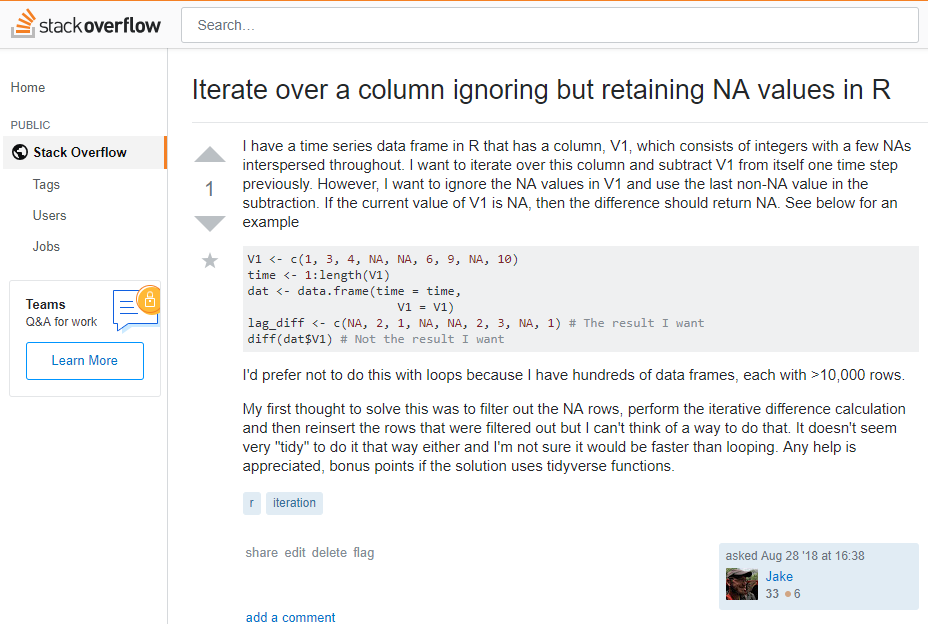 stackoverflow
Search…
Home
PUBLIC
Stack Overflow
Tags
Users
Jobs
Teams
Q&A for work
Learn More
Iterate over a column ignoring but retaining NA values in R
1
I have a time series data frame in R that has a column, V1, which consists of integers with a few NAs
interspersed throughout. I want to iterate over this column and subtract V1 from itself one time step
previously. However, I want to ignore the NA values in V1 and use the last non-NA value in the
subtraction. If the current value of V1 is NA, then the difference should return NA. See below for an
example
V1 <- c(1, 3, 4, NA, NA, 6, 9, NA, 10)
time <- 1:length(V1)
dat <- data.frame(time = time,
V1 = V1)
lag_diff <- c(NA, 2, 1, NA, NA, 2, 3, NA, 1) # The result I want
diff(dat$V1) # Not the result I want
I'd prefer not to do this with loops because I have hundreds of data frames, each with >10,000 rows.
My first thought to solve this was to filter out the NA rows, perform the iterative difference calculation
and then reinsert the rows that were filtered out but I can't think of a way to do that. It doesn't seem
very "tidy" to do it that way either and I'm not sure it would be faster than looping. Any help is
appreciated, bonus points if the solution uses tidyverse functions.
r iteration
share edit delete flag
asked Aug 28 '18 at 16:38
Jake
33 ●6
add a comment